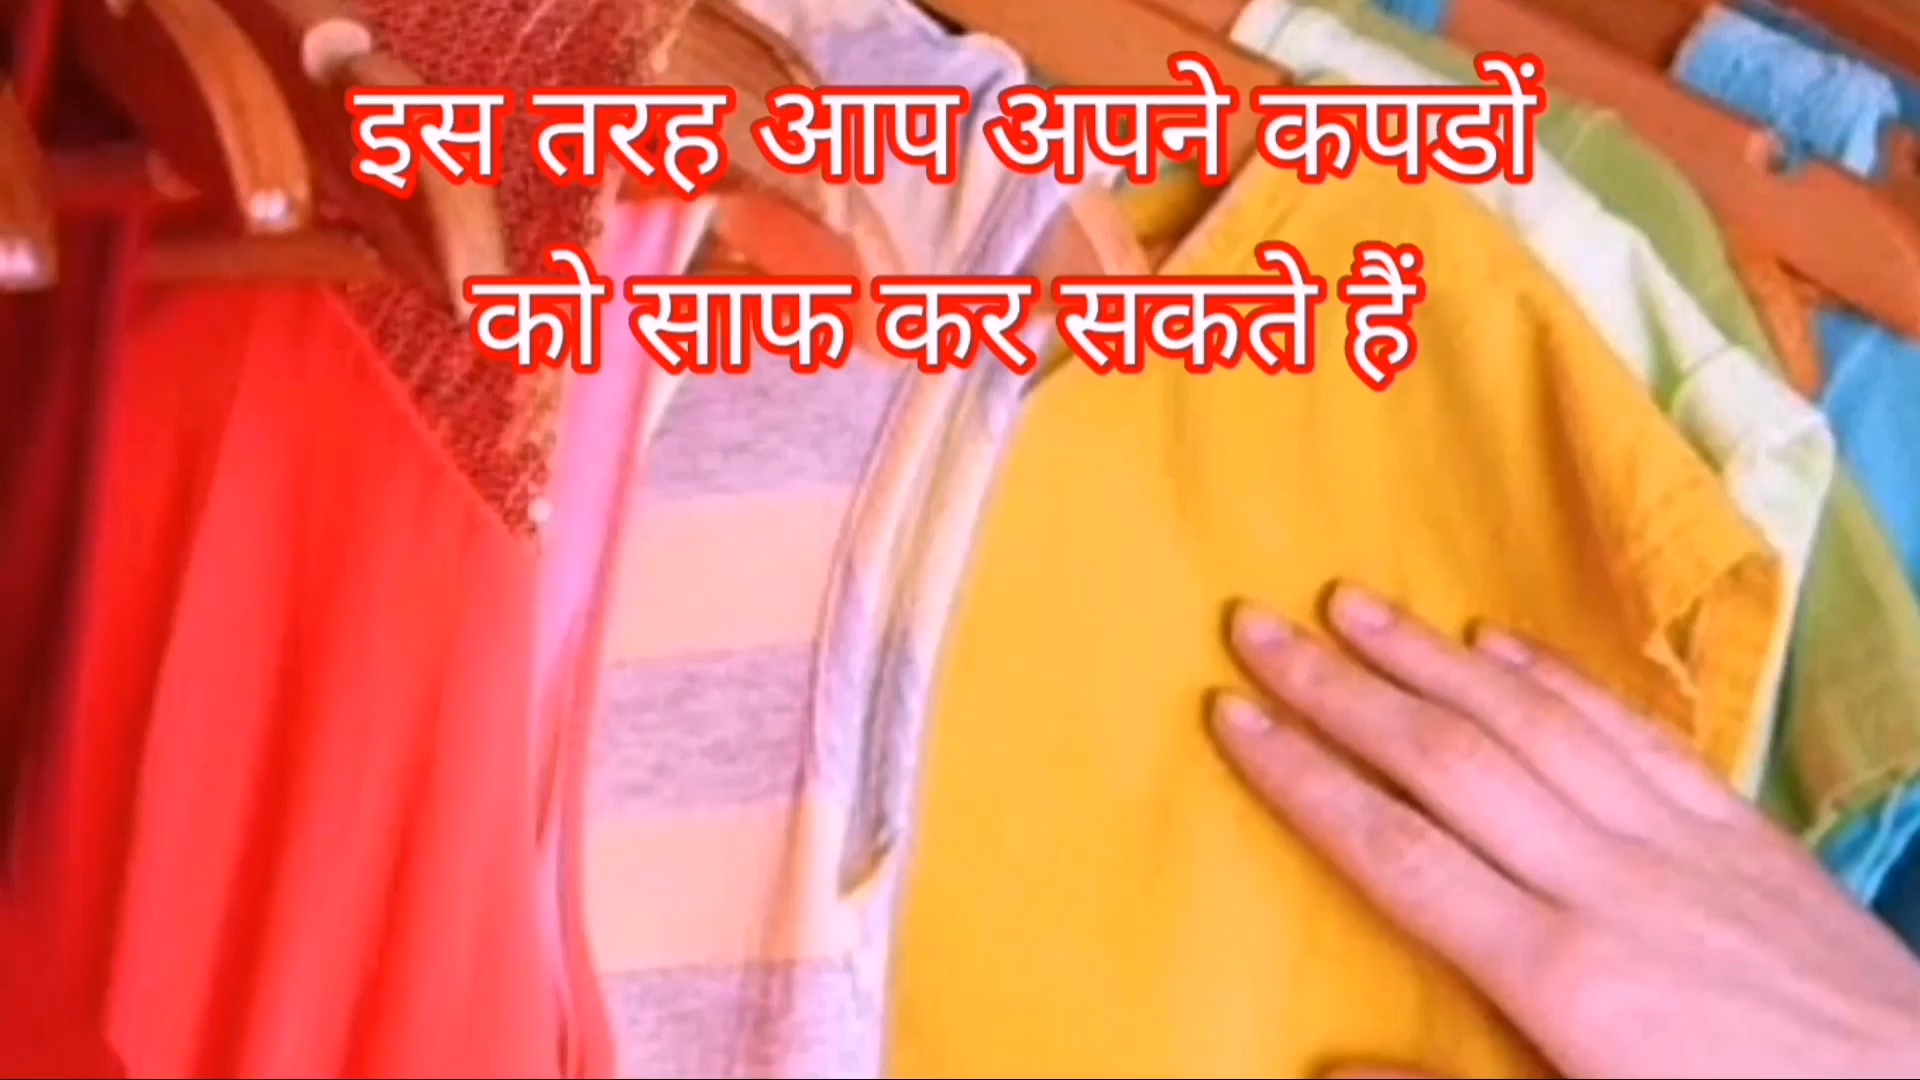 इस तरह आप अपने कपडों
को साफ कर सकते हैं